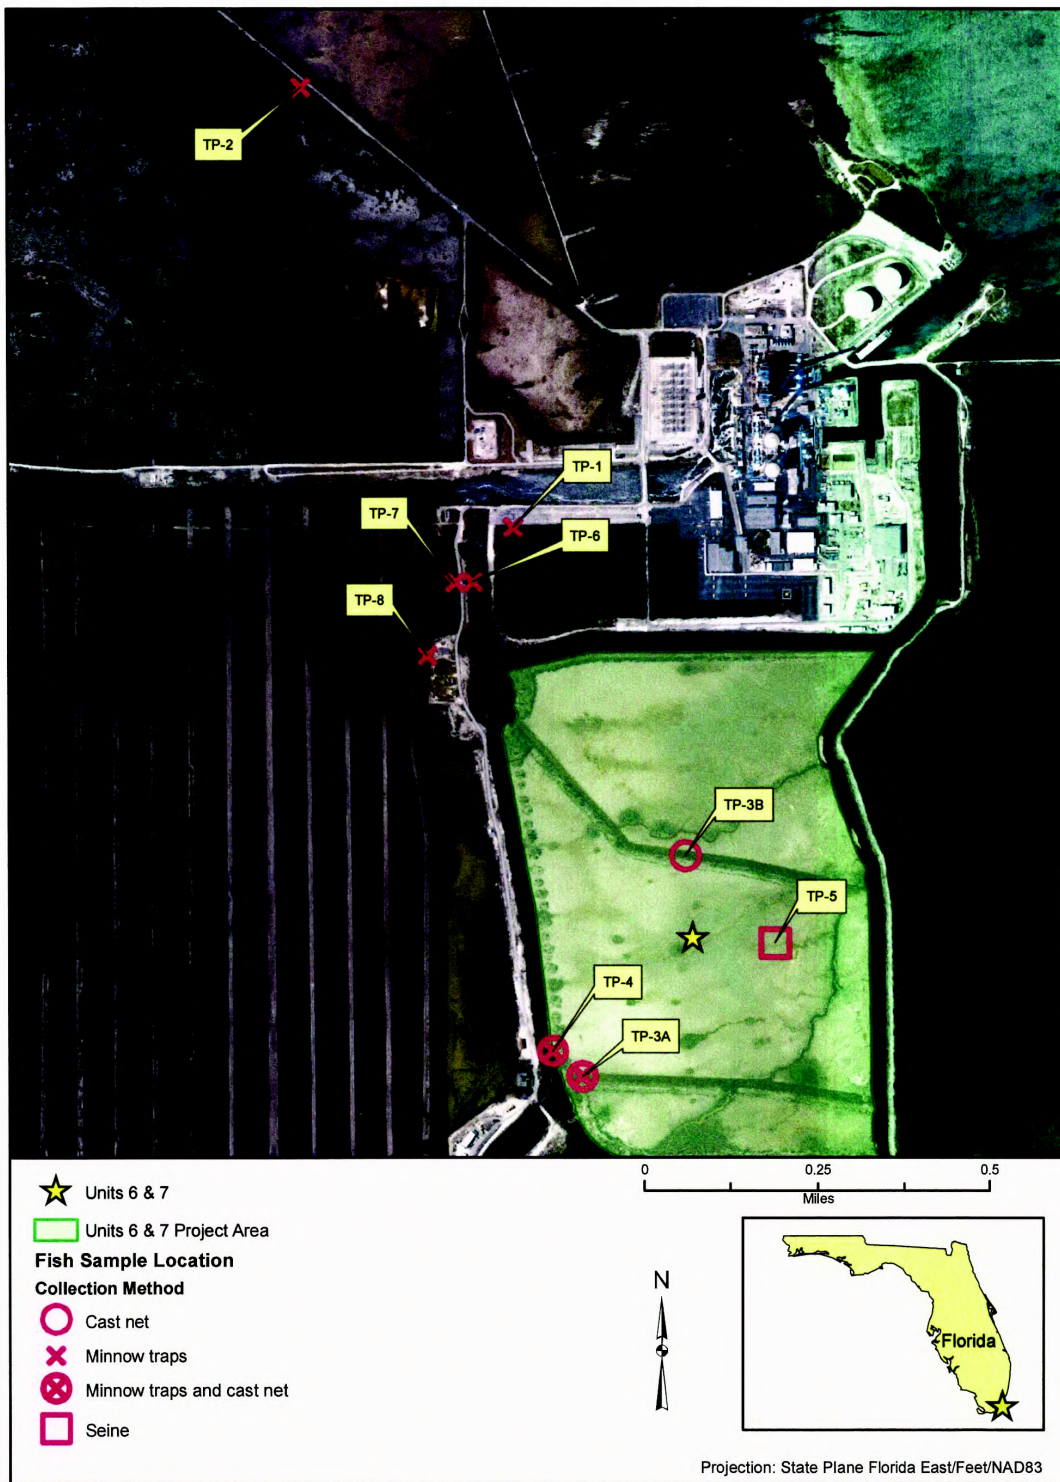 TP-2
TP-1
TP-7
TP-6
TP-8
TP-3B
TP-5
TP-4
TP-3A
0 0.25 0.5
Miles
Units 6 & 7
Units 6 & 7 Project Area
Fish Sample Location
Collection Method
Cast net
Minnow traps
Minnow traps and cast net
Seine
N
Florida
Projection: State Plane Florida East/Feet/NAD83